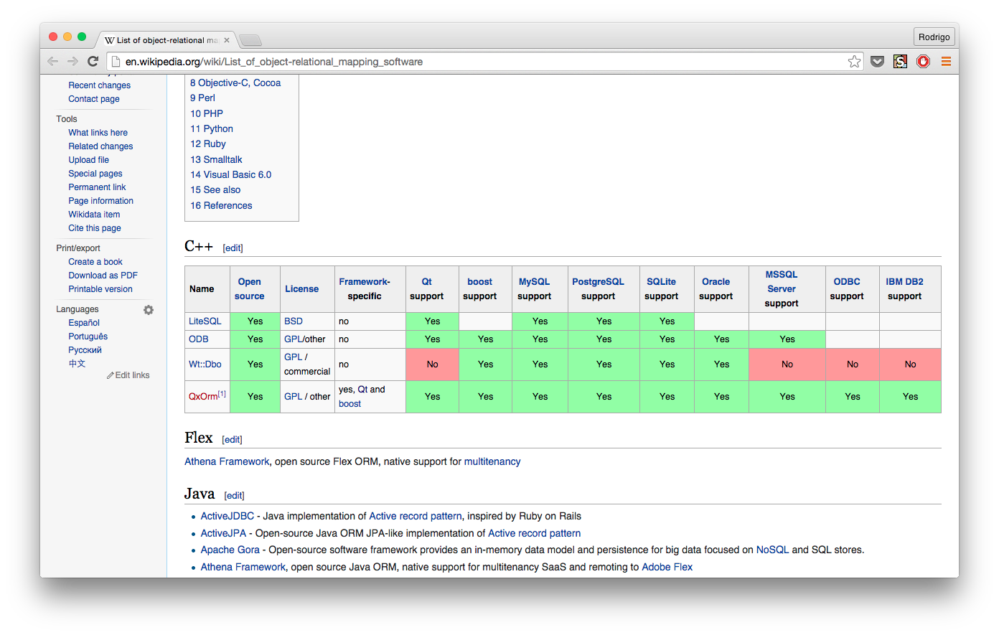 List of object-relational ma
Rodrigo
en.wikipedia.org/wiki/List_of_object-relational_mapping_software
Recent changes
Contact page
Tools
What links here
Related changes
Upload file
Special pages
Permanent link
Page information
Wikidata item
Cite this page
Print/export
Create a book
Download as PDF
Printable version
Languages
Español
Português
Русский
中文
Edit links
8 Objective-C, Cocoa
9 Perl
10 PHP
11 Python
12 Ruby
13 Smalltalk
14 Visual Basic 6.0
15 See also
16 References
C++ [edit]
Name Open source License Framework-specific Qt support boost support MySQL support PostgreSQL support SQLite support Oracle support MSSQL Server support ODBC support IBM DB2 support
LiteSQL Yes BSD no Yes Yes Yes Yes
ODB Yes GPL/other no Yes Yes Yes Yes Yes Yes Yes
Wt::Dbo Yes GPL / commercial no No Yes Yes Yes Yes Yes No No No
QxOrm[1] Yes GPL / other yes, Qt and boost Yes Yes Yes Yes Yes Yes Yes Yes Yes
Flex [edit]
Athena Framework, open source Flex ORM, native support for multitenancy
Java [edit]
• ActiveJDBC - Java implementation of Active record pattern, inspired by Ruby on Rails
• ActiveJPA - Open-source Java ORM JPA-like implementation of Active record pattern
• Apache Gora - Open-source software framework provides an in-memory data model and persistence for big data focused on NoSQL and SQL stores.
• Athena Framework, open source Java ORM, native support for multitenancy SaaS and remoting to Adobe Flex